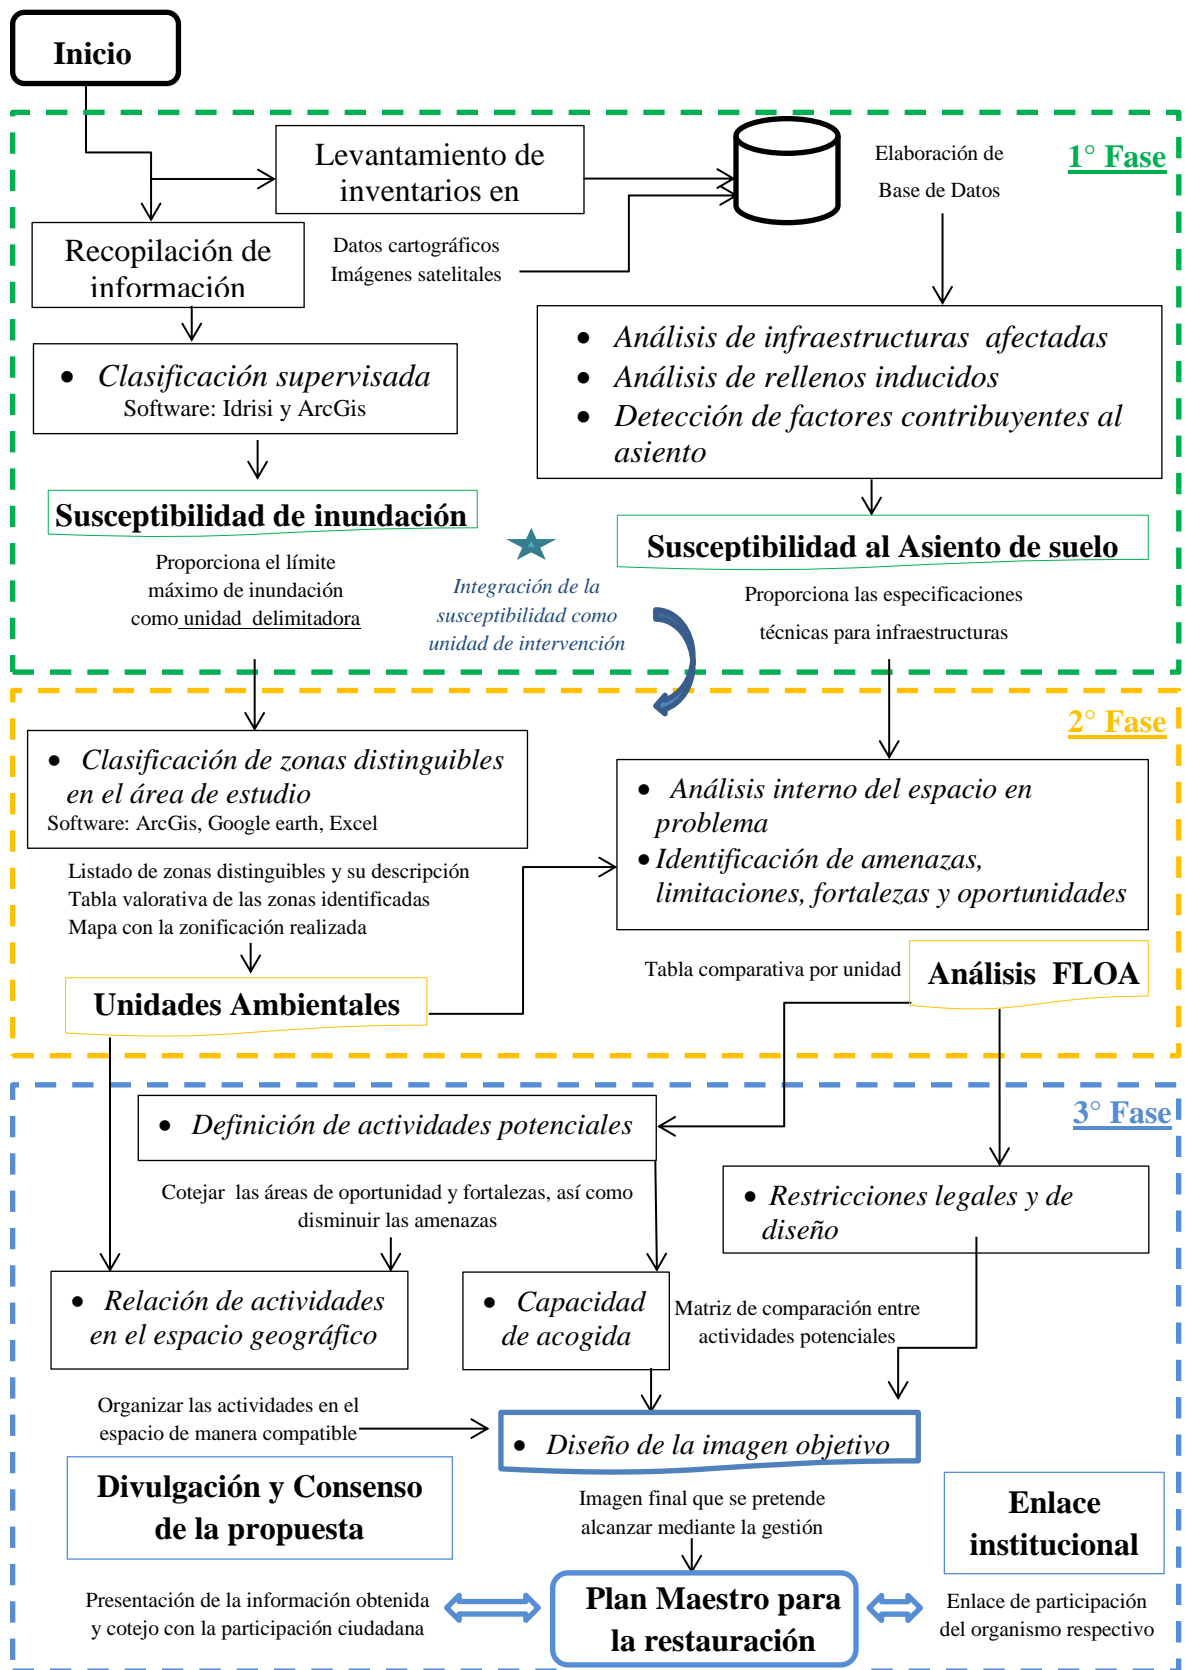 Inicio
1° Fase
Levantamiento de
inventarios en
Elaboración de
Base de Datos
Recopilación de
información
Datos cartográficos
Imágenes satelitales
• Clasificación supervisada
Software: Idrisi y ArcGis
• Análisis de infraestructuras afectadas
• Análisis de rellenos inducidos
• Detección de factores contribuyentes al
asiento
Susceptibilidad de inundación
Susceptibilidad al Asiento de suelo
Proporciona el límite
máximo de inundación
como unidad delimitadora
Integración de la
susceptibilidad como
unidad de intervención
Proporciona las especificaciones
técnicas para infraestructuras
2° Fase
• Clasificación de zonas distinguibles
en el área de estudio
Software: ArcGis, Google earth, Excel
• Análisis interno del espacio en
problema
• Identificación de amenazas,
limitaciones, fortalezas y oportunidades
Listado de zonas distinguibles y su descripción
Tabla valorativa de las zonas identificadas
Mapa con la zonificación realizada
Tabla comparativa por unidad
Análisis FLOA
Unidades Ambientales
3° Fase
• Definición de actividades potenciales
Cotejar las áreas de oportunidad y fortalezas, así como
disminuir las amenazas
• Restricciones legales y de
diseño
• Relación de actividades
en el espacio geográfico
• Capacidad
de acogida
Matriz de comparación entre
actividades potenciales
Organizar las actividades en el
espacio de manera compatible
• Diseño de la imagen objetivo
Divulgación y Consenso
de la propuesta
Imagen final que se pretende
alcanzar mediante la gestión
Enlace
institucional
Presentación de la información obtenida
y cotejo con la participación ciudadana
Plan Maestro para
la restauración
Enlace de participación
del organismo respectivo